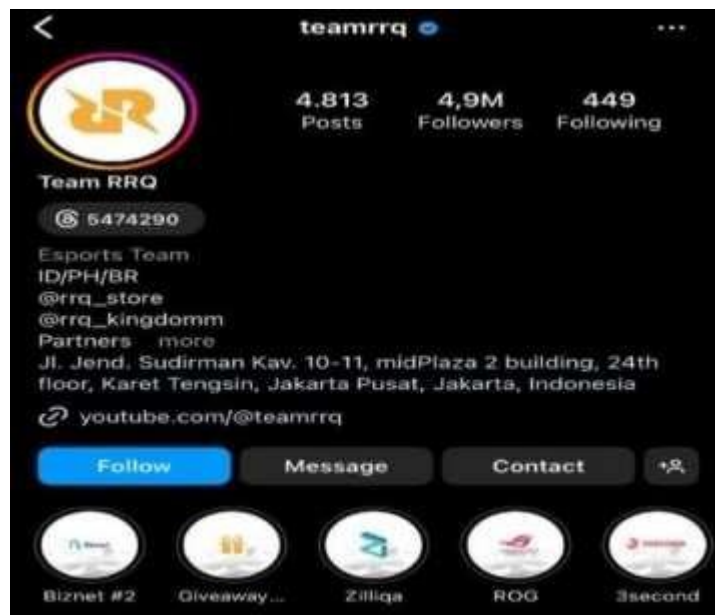 teamrrq
4.813 4,9M 449
Posts Followers Following
Team RRQ
5474290
Esports Team
ID/PH/BR
@rrq_store
@rrq_kingdomm
Partners more
Jl. Jend. Sudirman Kav. 10-11, midPlaza 2 building, 24th
floor, Karet Tengsin, Jakarta Pusat, Jakarta, Indonesia
youtube.com/@teamrrq
Follow Message Contact
Biznet #2 Giveaway... Zilliqa ROG 3second